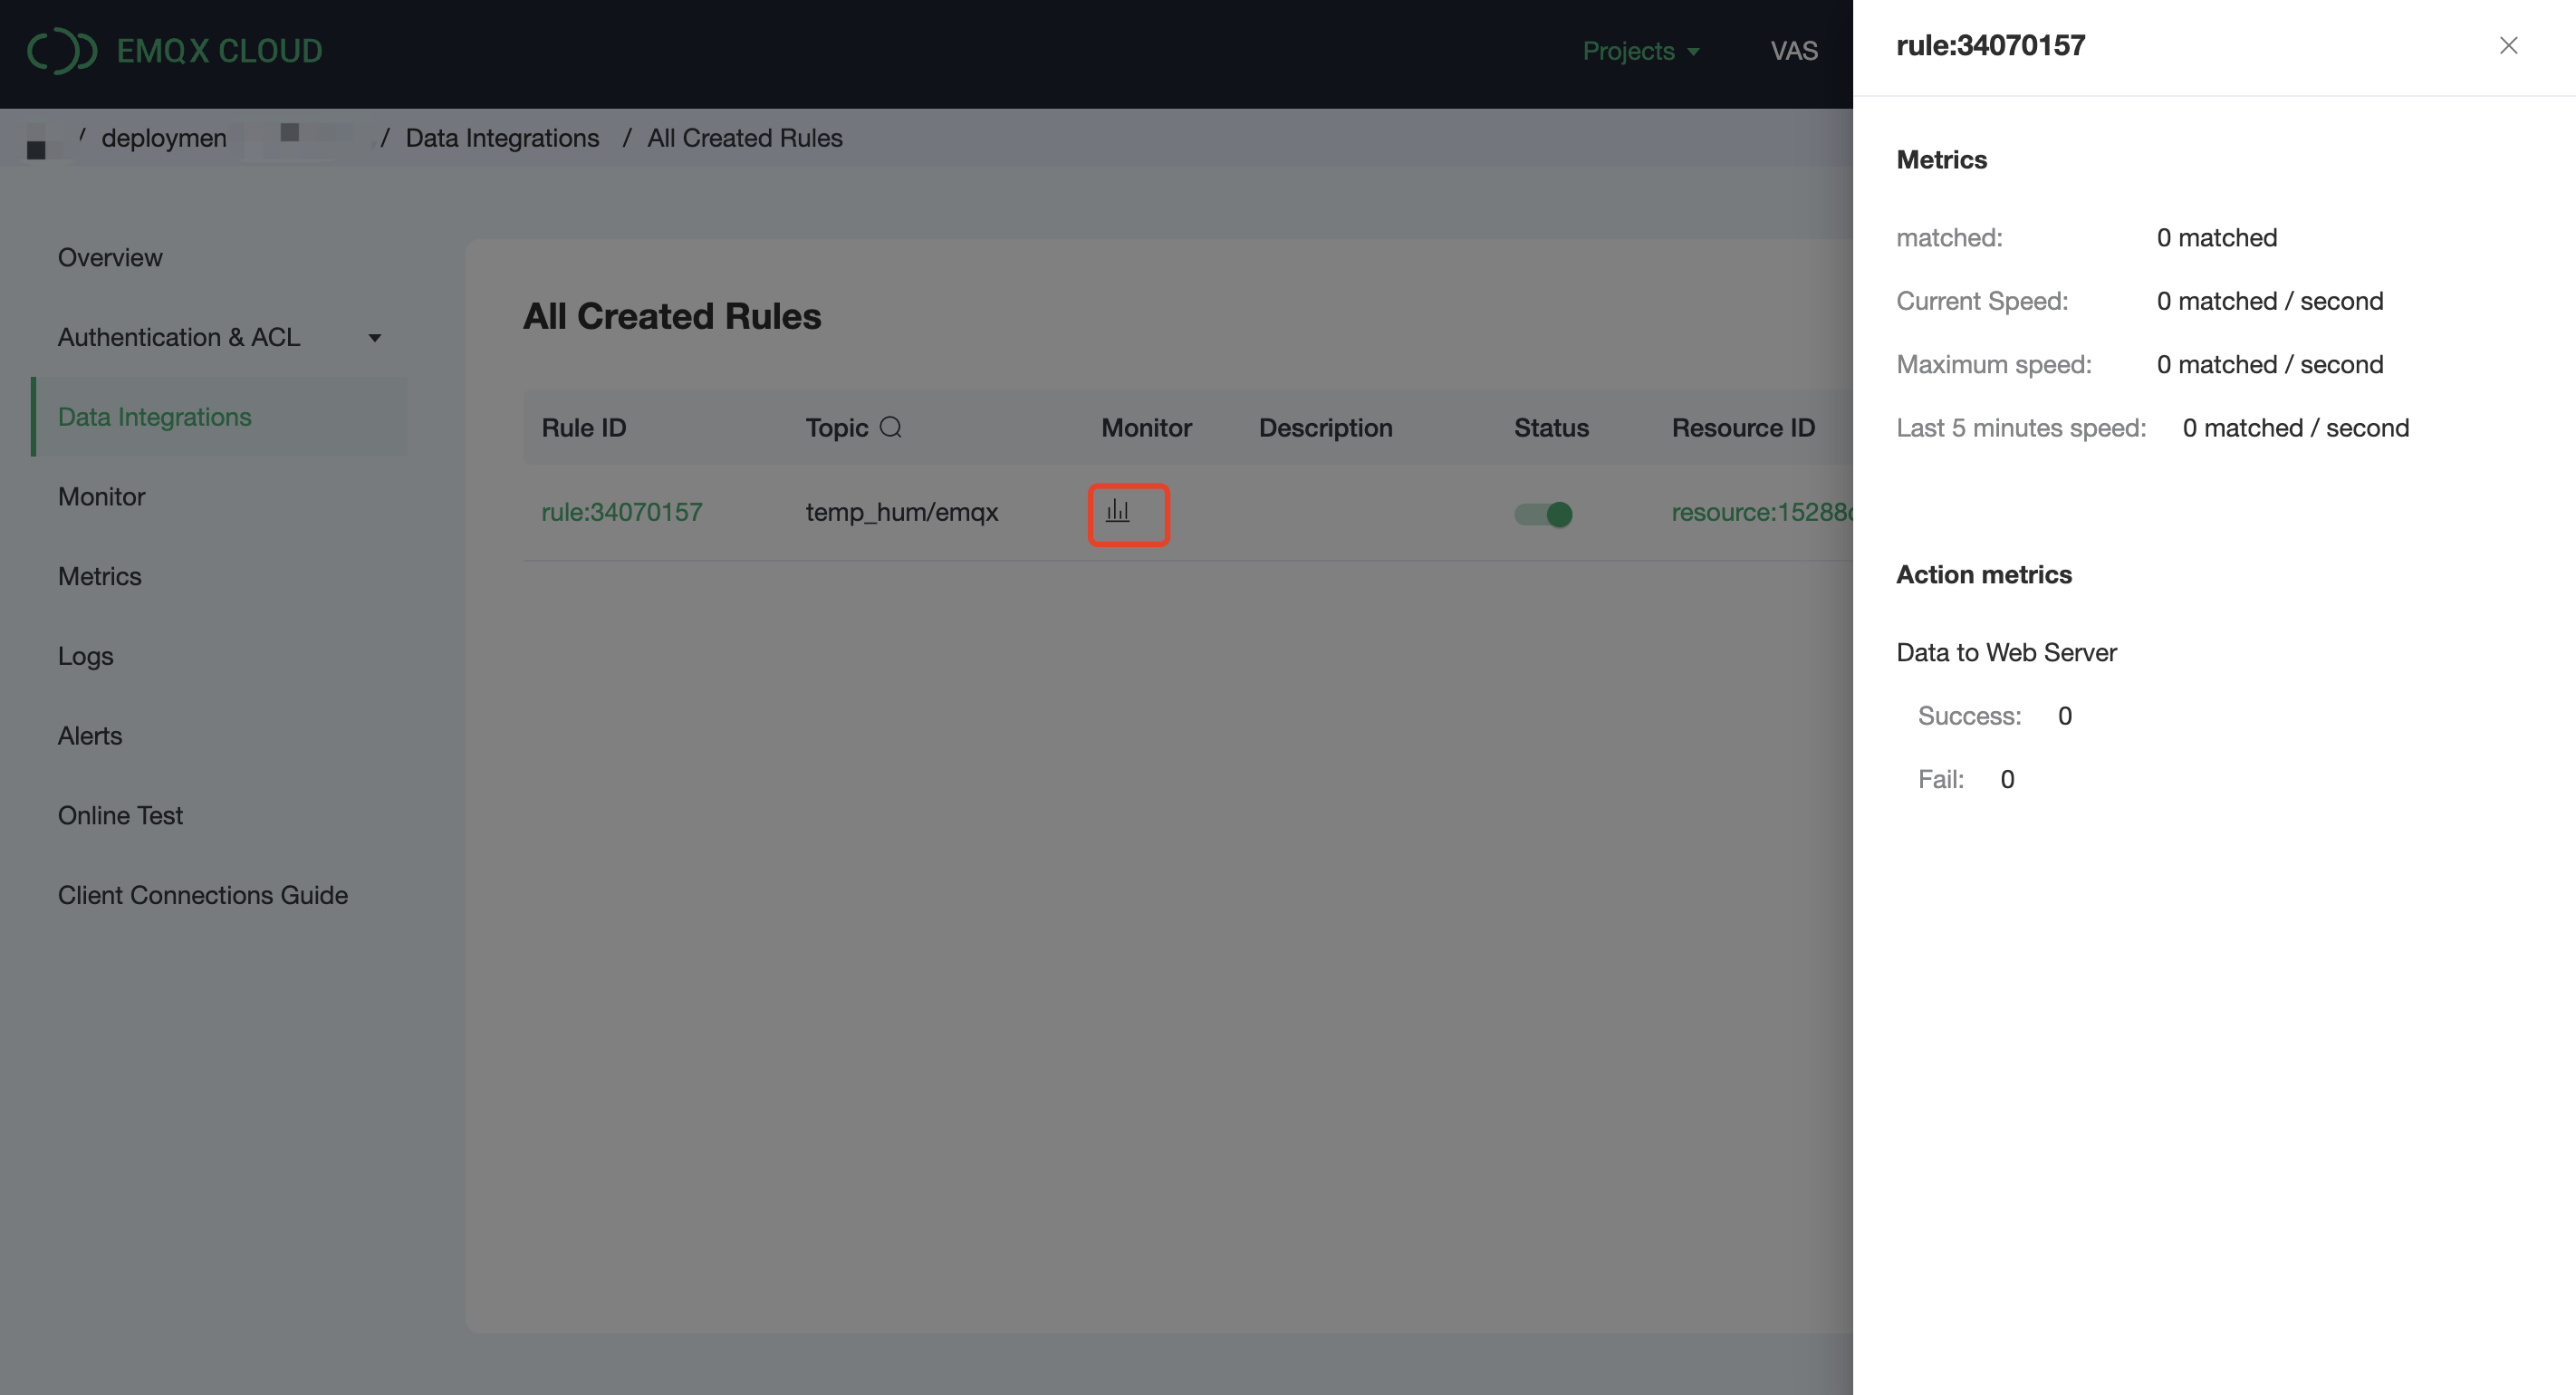 EMQX CLOUD
Projects
VAS
/ deploymen / Data Integrations / All Created Rules
Overview
Authentication & ACL
Data Integrations
Monitor
Metrics
Logs
Alerts
Online Test
Client Connections Guide
All Created Rules
Rule ID Topic Monitor Description Status Resource ID
rule:34070157 temp_hum/emqx resource:15288
rule:34070157
Metrics
matched: 0 matched
Current Speed: 0 matched / second
Maximum speed: 0 matched / second
Last 5 minutes speed: 0 matched / second
Action metrics
Data to Web Server
Success: 0
Fail: 0